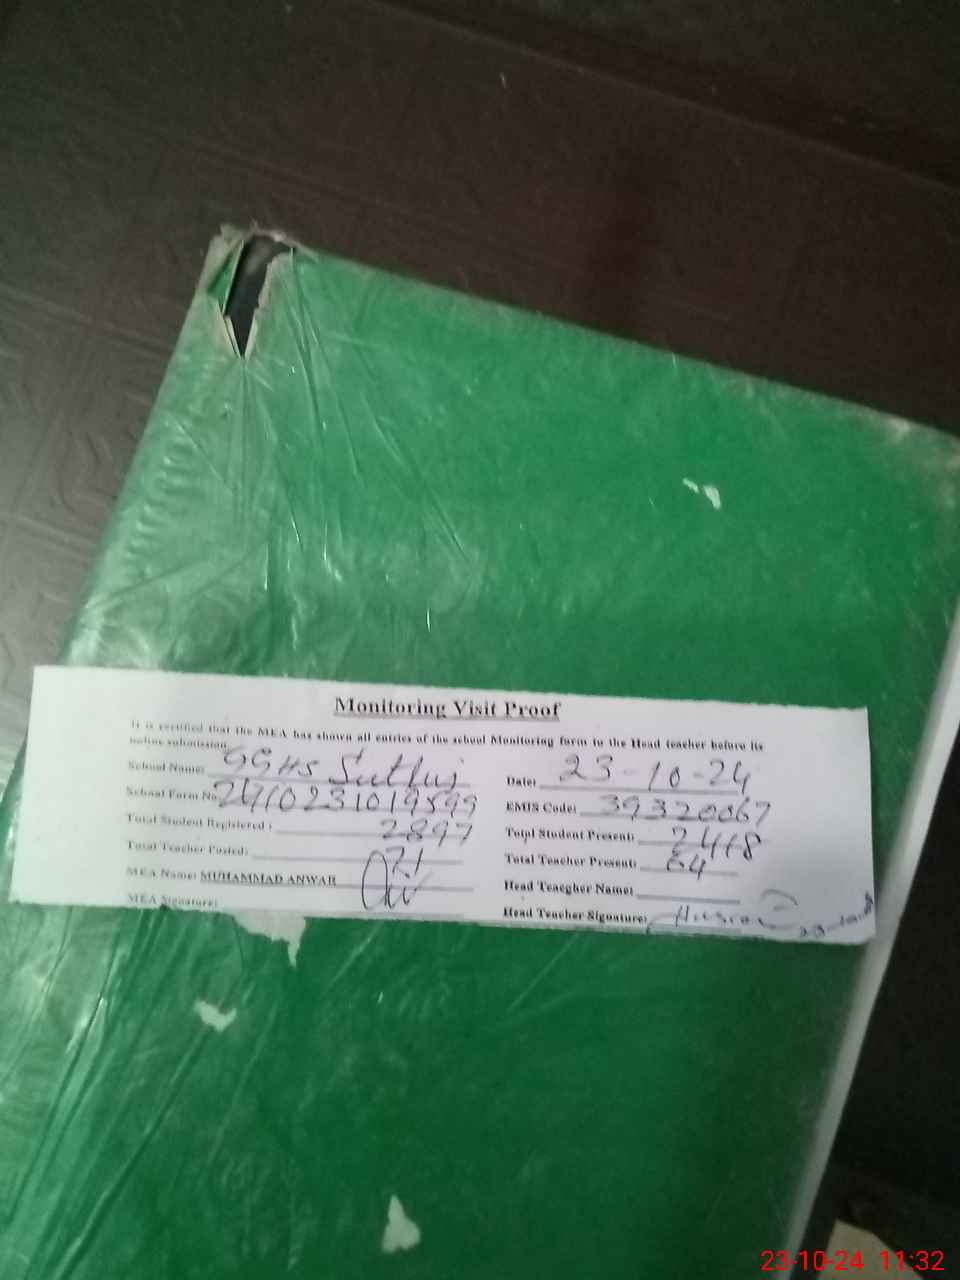 Monitoring Visit Proof
It is certified that the MEA has shown all entries of the school Monitoring form to the Head teacher before its
online submission
School Name: GGHS Sutluj
Date: 23-10-24
School Form No. 2410231019599
EMIS Code: 39320067
Total Student Registered : 2897
Total Student Present: 2418
Total Teacher Posted: 71
Total Teacher Present: 64
MEA Name: MUHAMMAD ANWAR
Head Teaegher Name:
MEA Signature:
Head Teacher Signature:
23-10-24 11:32